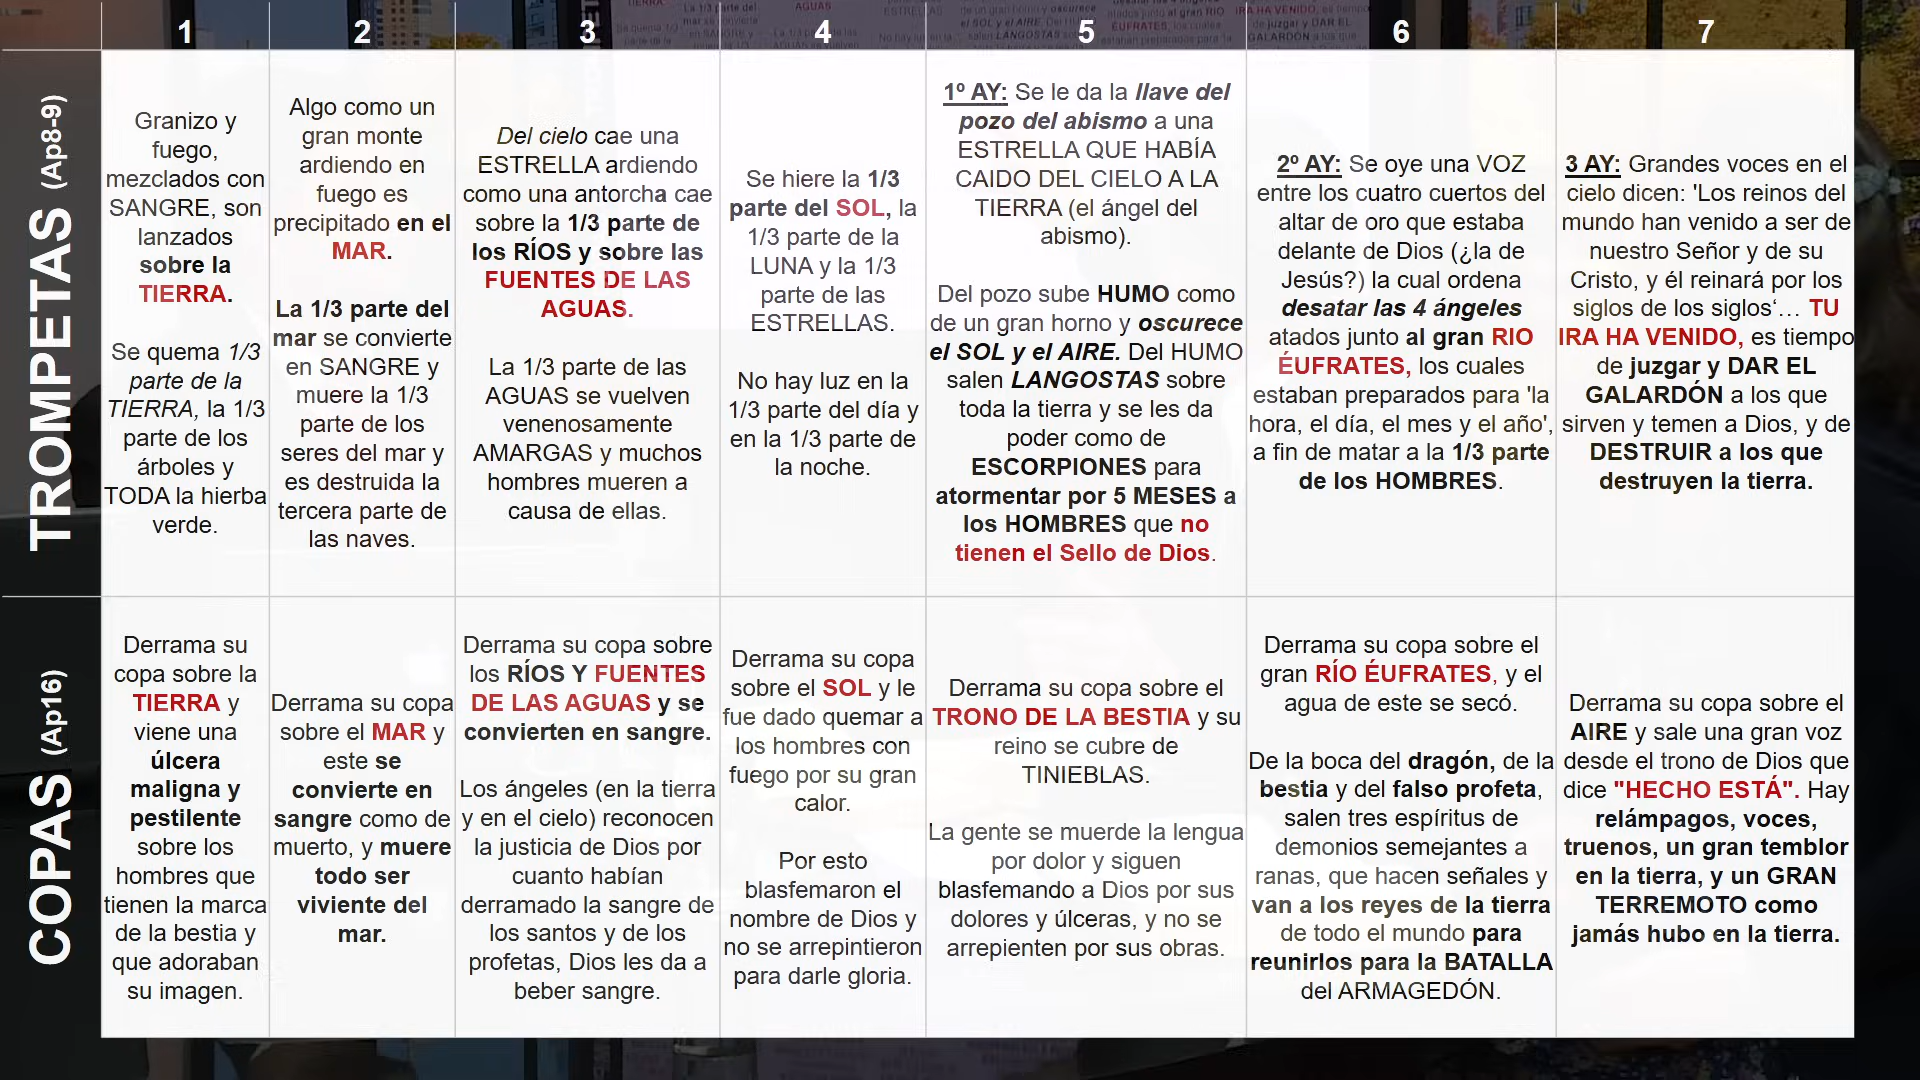 1 2 3 4 5 6 7
TROMPETAS (Ap8-9)
Granizo y
fuego,
mezclados con
SANGRE, son
lanzados
sobre la
TIERRA.
Se quema 1/3
parte de la
TIERRA, la 1/3
parte de los
árboles y
TODA la hierba
verde.
Algo como un
gran monte
ardiendo en
fuego es
precipitado en el
MAR.
La 1/3 parte del
mar se convierte
en SANGRE y
muere la 1/3
parte de los
seres del mar y
es destruida la
tercera parte de
las naves.
Del cielo cae una
ESTRELLA ardiendo
como una antorcha cae
sobre la 1/3 parte de
los RÍOS y sobre las
FUENTES DE LAS
AGUAS.
La 1/3 parte de las
AGUAS se vuelven
venenosamente
AMARGAS y muchos
hombres mueren a
causa de ellas.
Se hiere la 1/3
parte del SOL, la
1/3 parte de la
LUNA y la 1/3
parte de las
ESTRELLAS.
No hay luz en la
1/3 parte del día y
en la 1/3 parte de
la noche.
1º AY: Se le da la llave del
pozo del abismo a una
ESTRELLA QUE HABÍA
CAIDO DEL CIELO A LA
TIERRA (el ángel del
abismo).
Del pozo sube HUMO como
de un gran horno y oscurece
el SOL y el AIRE. Del HUMO
salen LANGOSTAS sobre
toda la tierra y se les da
poder como de
ESCORPIONES para
atormentar por 5 MESES a
los HOMBRES que no
tienen el Sello de Dios.
2º AY: Se oye una VOZ
entre los cuatro cuertos del
altar de oro que estaba
delante de Dios (¿la de
Jesús?) la cual ordena
desatar las 4 ángeles
atados junto al gran RIO
ÉUFRATES, los cuales
estaban preparados para 'la
hora, el día, el mes y el año',
a fin de matar a la 1/3 parte
de los HOMBRES.
3 AY: Grandes voces en el
cielo dicen: 'Los reinos del
mundo han venido a ser de
nuestro Señor y de su
Cristo, y él reinará por los
siglos de los siglos‘… TU
IRA HA VENIDO, es tiempo
de juzgar y DAR EL
GALARDÓN a los que
sirven y temen a Dios, y de
DESTRUIR a los que
destruyen la tierra.
COPAS (Ap16)
Derrama su
copa sobre la
TIERRA y
viene una
úlcera
maligna y
pestilente
sobre los
hombres que
tienen la marca
de la bestia y
que adoraban
su imagen.
Derrama su copa
sobre el MAR y
este se
convierte en
sangre como de
muerto, y muere
todo ser
viviente del
mar.
Derrama su copa sobre
los RÍOS Y FUENTES
DE LAS AGUAS y se
convierten en sangre.
Los ángeles (en la tierra
y en el cielo) reconocen
la justicia de Dios por
cuanto habían
derramado la sangre de
los santos y de los
profetas, Dios les da a
beber sangre.
Derrama su copa
sobre el SOL y le
fue dado quemar a
los hombres con
fuego por su gran
calor.
Por esto
blasfemaron el
nombre de Dios y
no se arrepintieron
para darle gloria.
Derrama su copa sobre el
TRONO DE LA BESTIA y su
reino se cubre de
TINIEBLAS.
La gente se muerde la lengua
por dolor y siguen
blasfemando a Dios por sus
dolores y úlceras, y no se
arrepienten por sus obras.
Derrama su copa sobre el
gran RÍO ÉUFRATES, y el
agua de este se secó.
De la boca del dragón, de la
bestia y del falso profeta,
salen tres espíritus de
demonios semejantes a
ranas, que hacen señales y
van a los reyes de la tierra
de todo el mundo para
reunirlos para la BATALLA
del ARMAGEDÓN.
Derrama su copa sobre el
AIRE y sale una gran voz
desde el trono de Dios que
dice "HECHO ESTÁ". Hay
relámpagos, voces,
truenos, un gran temblor
en la tierra, y un GRAN
TERREMOTO como
jamás hubo en la tierra.